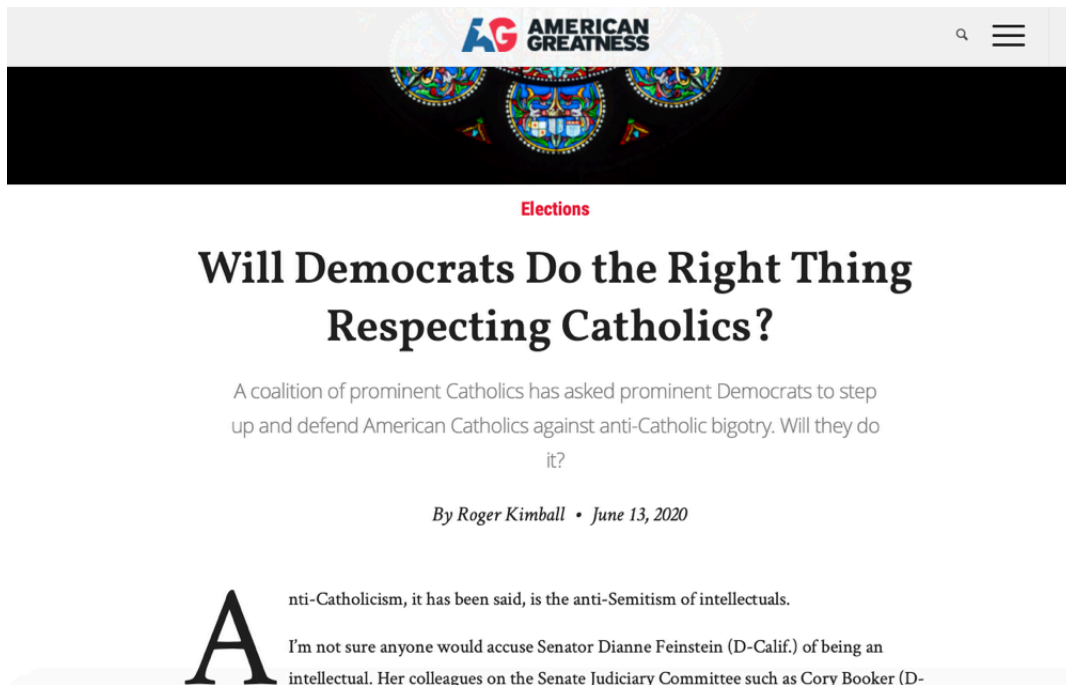 AG AMERICAN
GREATNESS
Elections
Will Democrats Do the Right Thing
Respecting Catholics?
A coalition of prominent Catholics has asked prominent Democrats to step
up and defend American Catholics against anti-Catholic bigotry. Will they do
it?
By Roger Kimball • June 13, 2020
Anti-Catholicism, it has been said, is the anti-Semitism of intellectuals.
I’m not sure anyone would accuse Senator Dianne Feinstein (D-Calif.) of being an
intellectual. Her colleagues on the Senate Judiciary Committee such as Cory Booker (D-